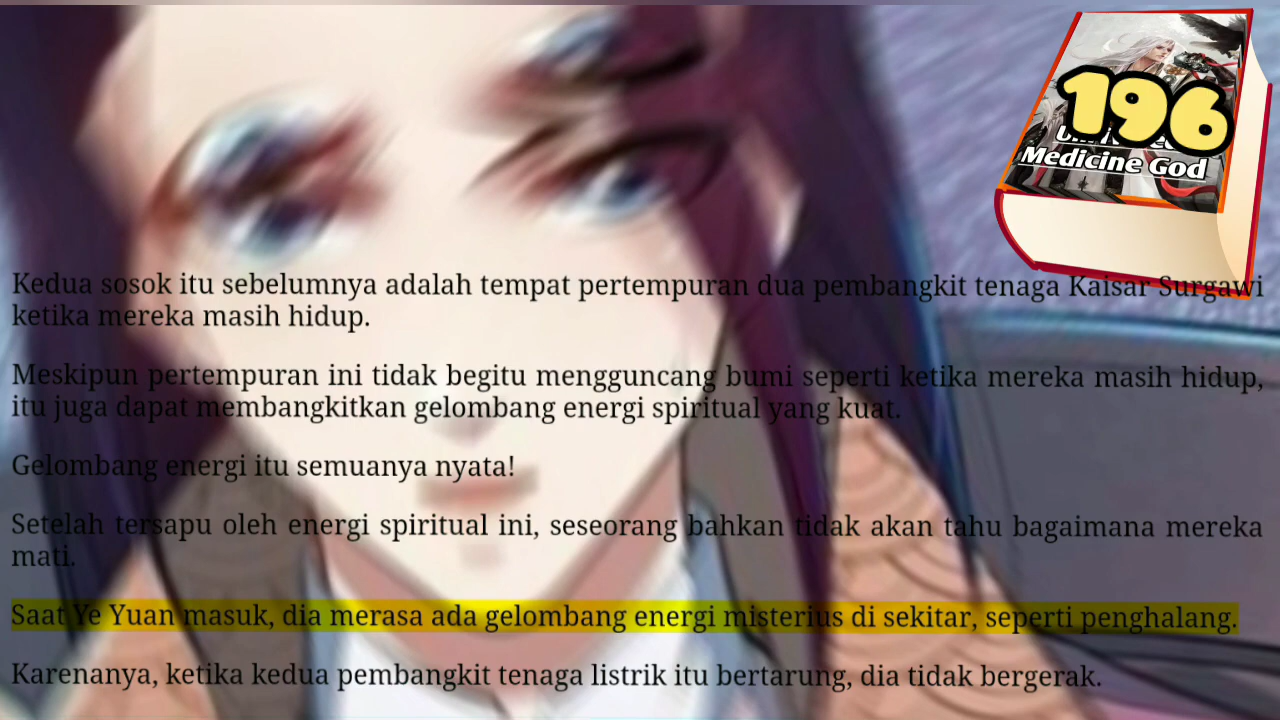 196
Medicine God
Kedua sosok itu sebelumnya adalah tempat pertempuran dua pembangkit tenaga Kaisar Surgawi
ketika mereka masih hidup.
Meskipun pertempuran ini tidak begitu mengguncang bumi seperti ketika mereka masih hidup,
itu juga dapat membangkitkan gelombang energi spiritual yang kuat.
Gelombang energi itu semuanya nyata!
Setelah tersapu oleh energi spiritual ini, seseorang bahkan tidak akan tahu bagaimana mereka
mati.
Saat Ye Yuan masuk, dia merasa ada gelombang energi misterius di sekitar, seperti penghalang.
Karenanya, ketika kedua pembangkit tenaga listrik itu bertarung, dia tidak bergerak.